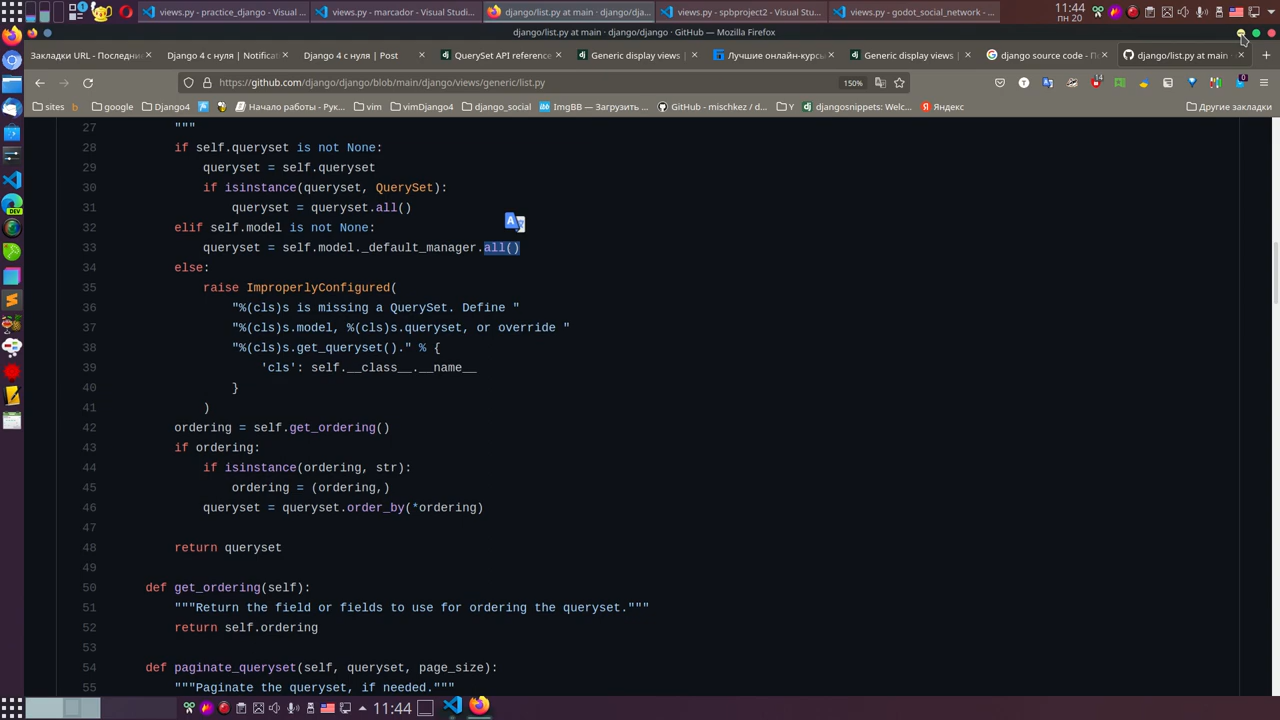 views.py - practice_django - Visual ...
views.py - marcador - Visual Studi...
django/list.py at main · django/dja...
views.py - spbproject2 - Visual Stu...
views.py - godot_social_network - ...
11:44
пн 20
django/list.py at main · django/django · GitHub — Mozilla Firefox
Закладки URL - Последни
Django 4 с нуля | Notificat
Django 4 с нуля | Post
QuerySet API reference
Generic display views |
Лучшие онлайн-курсы
Generic display views |
django source code - П
django/list.py at main
https://github.com/django/django/blob/main/django/views/generic/list.py
150%
14
0
sites
b
google
Django4
Начало работы - Рук...
vim
vimDjango4
django_social
ImgBB — Загрузить ...
GitHub - mischkez / d...
Y
djangosnippets: Welc...
Яндекс
Другие закладки
27 """
28 if self.queryset is not None:
29 queryset = self.queryset
30 if isinstance(queryset, QuerySet):
31 queryset = queryset.all()
32 elif self.model is not None:
33 queryset = self.model._default_manager.all()
34 else:
35 raise ImproperlyConfigured(
36 "%(cls)s is missing a QuerySet. Define "
37 "%(cls)s.model, %(cls)s.queryset, or override "
38 "%(cls)s.get_queryset()." % {
39 'cls': self.__class__.__name__
40 }
41 )
42 ordering = self.get_ordering()
43 if ordering:
44 if isinstance(ordering, str):
45 ordering = (ordering,)
46 queryset = queryset.order_by(*ordering)
47
48 return queryset
49
50 def get_ordering(self):
51 """Return the field or fields to use for ordering the queryset."""
52 return self.ordering
53
54 def paginate_queryset(self, queryset, page_size):
55 """Paginate the queryset, if needed."""
DEV
11:44